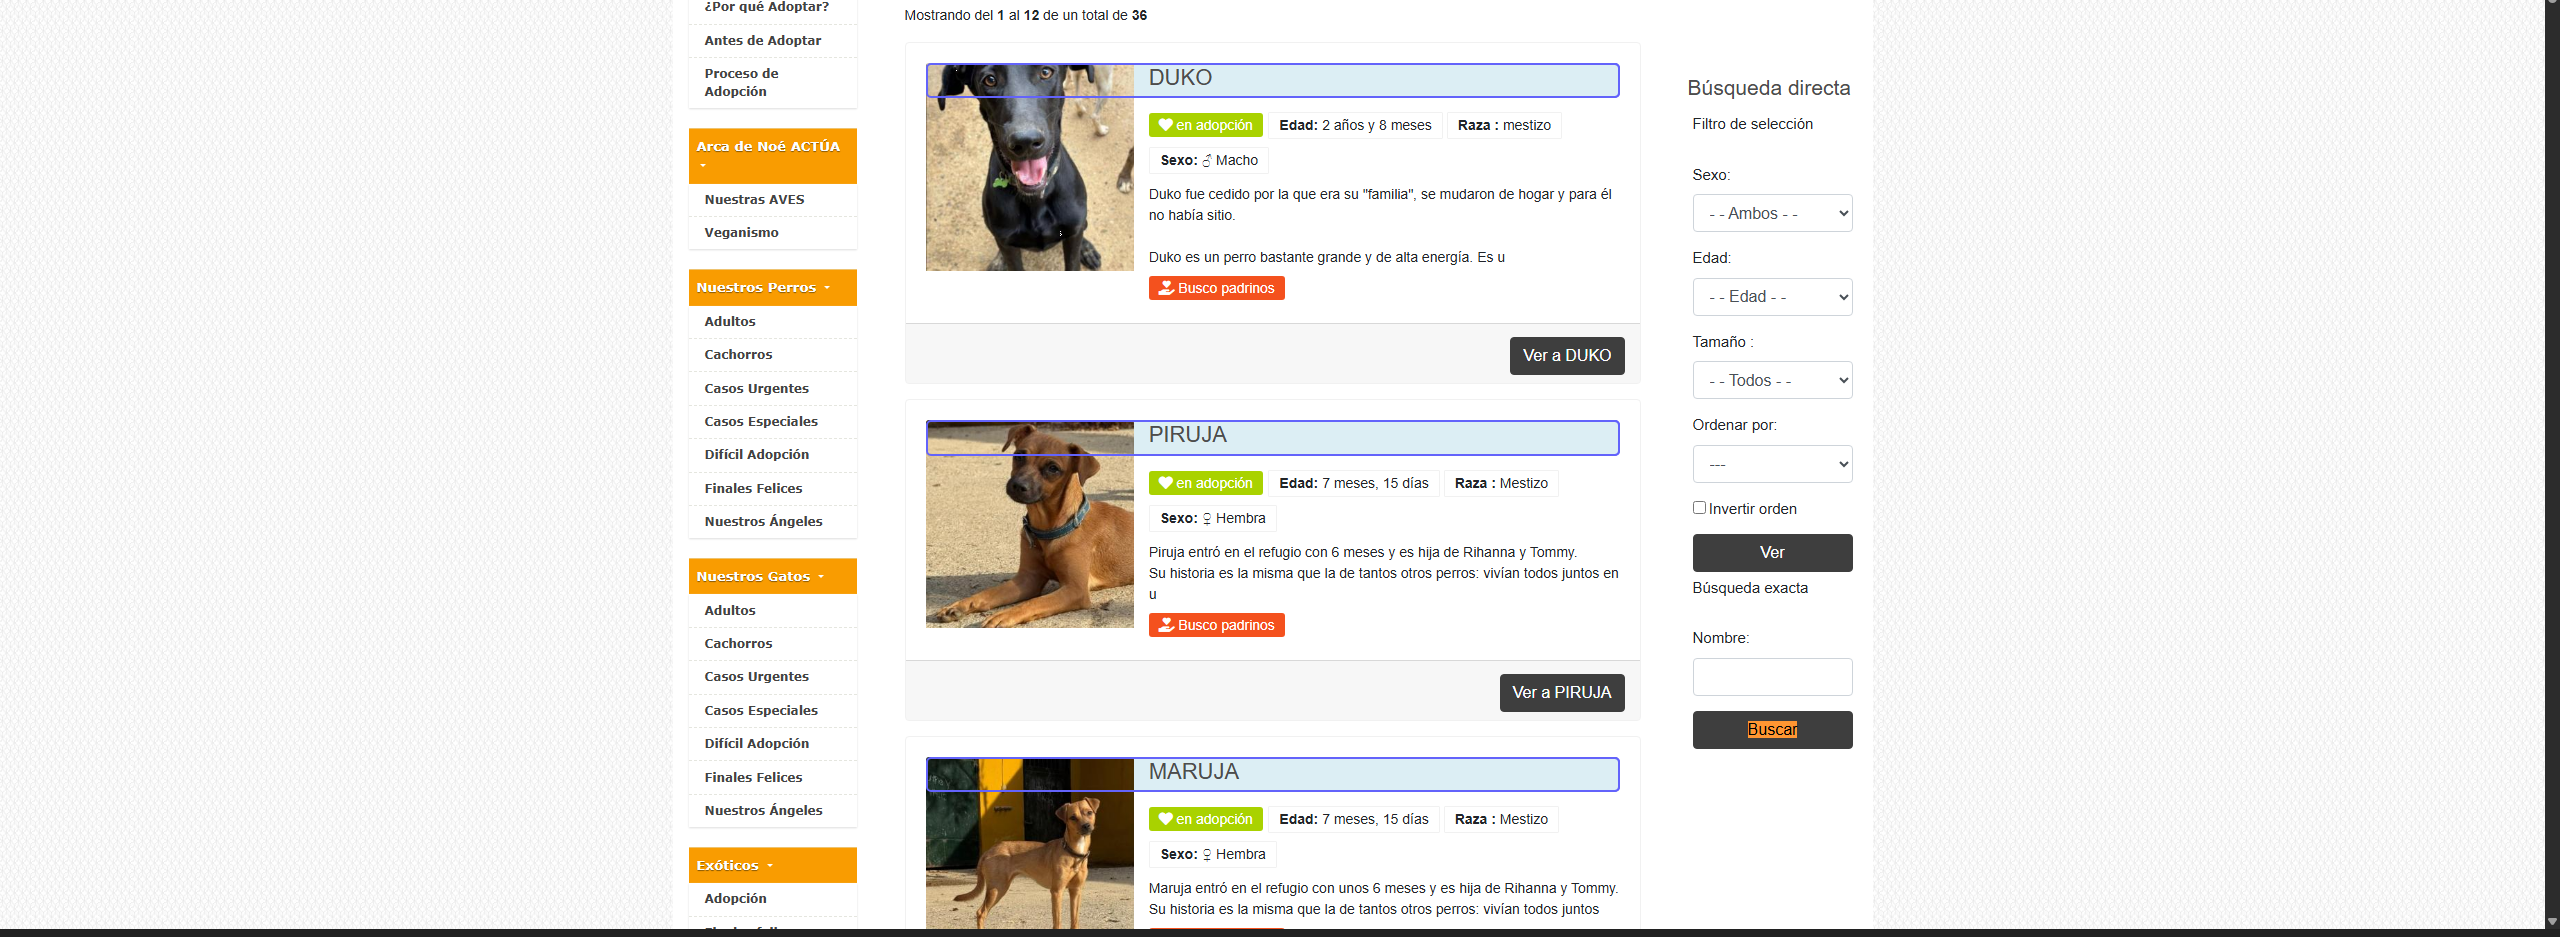 ¿Por qué Adoptar?
Antes de Adoptar
Proceso de
Adopción
Arca de Noé ACTÚA
Nuestras AVES
Veganismo
Nuestros Perros
Adultos
Cachorros
Casos Urgentes
Casos Especiales
Difícil Adopción
Finales Felices
Nuestros Ángeles
Nuestros Gatos
Adultos
Cachorros
Casos Urgentes
Casos Especiales
Difícil Adopción
Finales Felices
Nuestros Ángeles
Exóticos
Adopción
Mostrando del 1 al 12 de un total de 36
DUKO
en adopción Edad: 2 años y 8 meses Raza : mestizo
Sexo: ♂ Macho
Duko fue cedido por la que era su "familia", se mudaron de hogar y para él
no había sitio.
Duko es un perro bastante grande y de alta energía. Es u
Busco padrinos
Ver a DUKO
PIRUJA
en adopción Edad: 7 meses, 15 días Raza : Mestizo
Sexo: ♀ Hembra
Piruja entró en el refugio con 6 meses y es hija de Rihanna y Tommy.
Su historia es la misma que la de tantos otros perros: vivían todos juntos en
u
Busco padrinos
Ver a PIRUJA
MARUJA
en adopción Edad: 7 meses, 15 días Raza : Mestizo
Sexo: ♀ Hembra
Maruja entró en el refugio con unos 6 meses y es hija de Rihanna y Tommy.
Su historia es la misma que la de tantos otros perros: vivían todos juntos
Búsqueda directa
Filtro de selección
Sexo:
- - Ambos - -
Edad:
- - Edad - -
Tamaño :
- - Todos - -
Ordenar por:
---
Invertir orden
Ver
Búsqueda exacta
Nombre:
Buscar